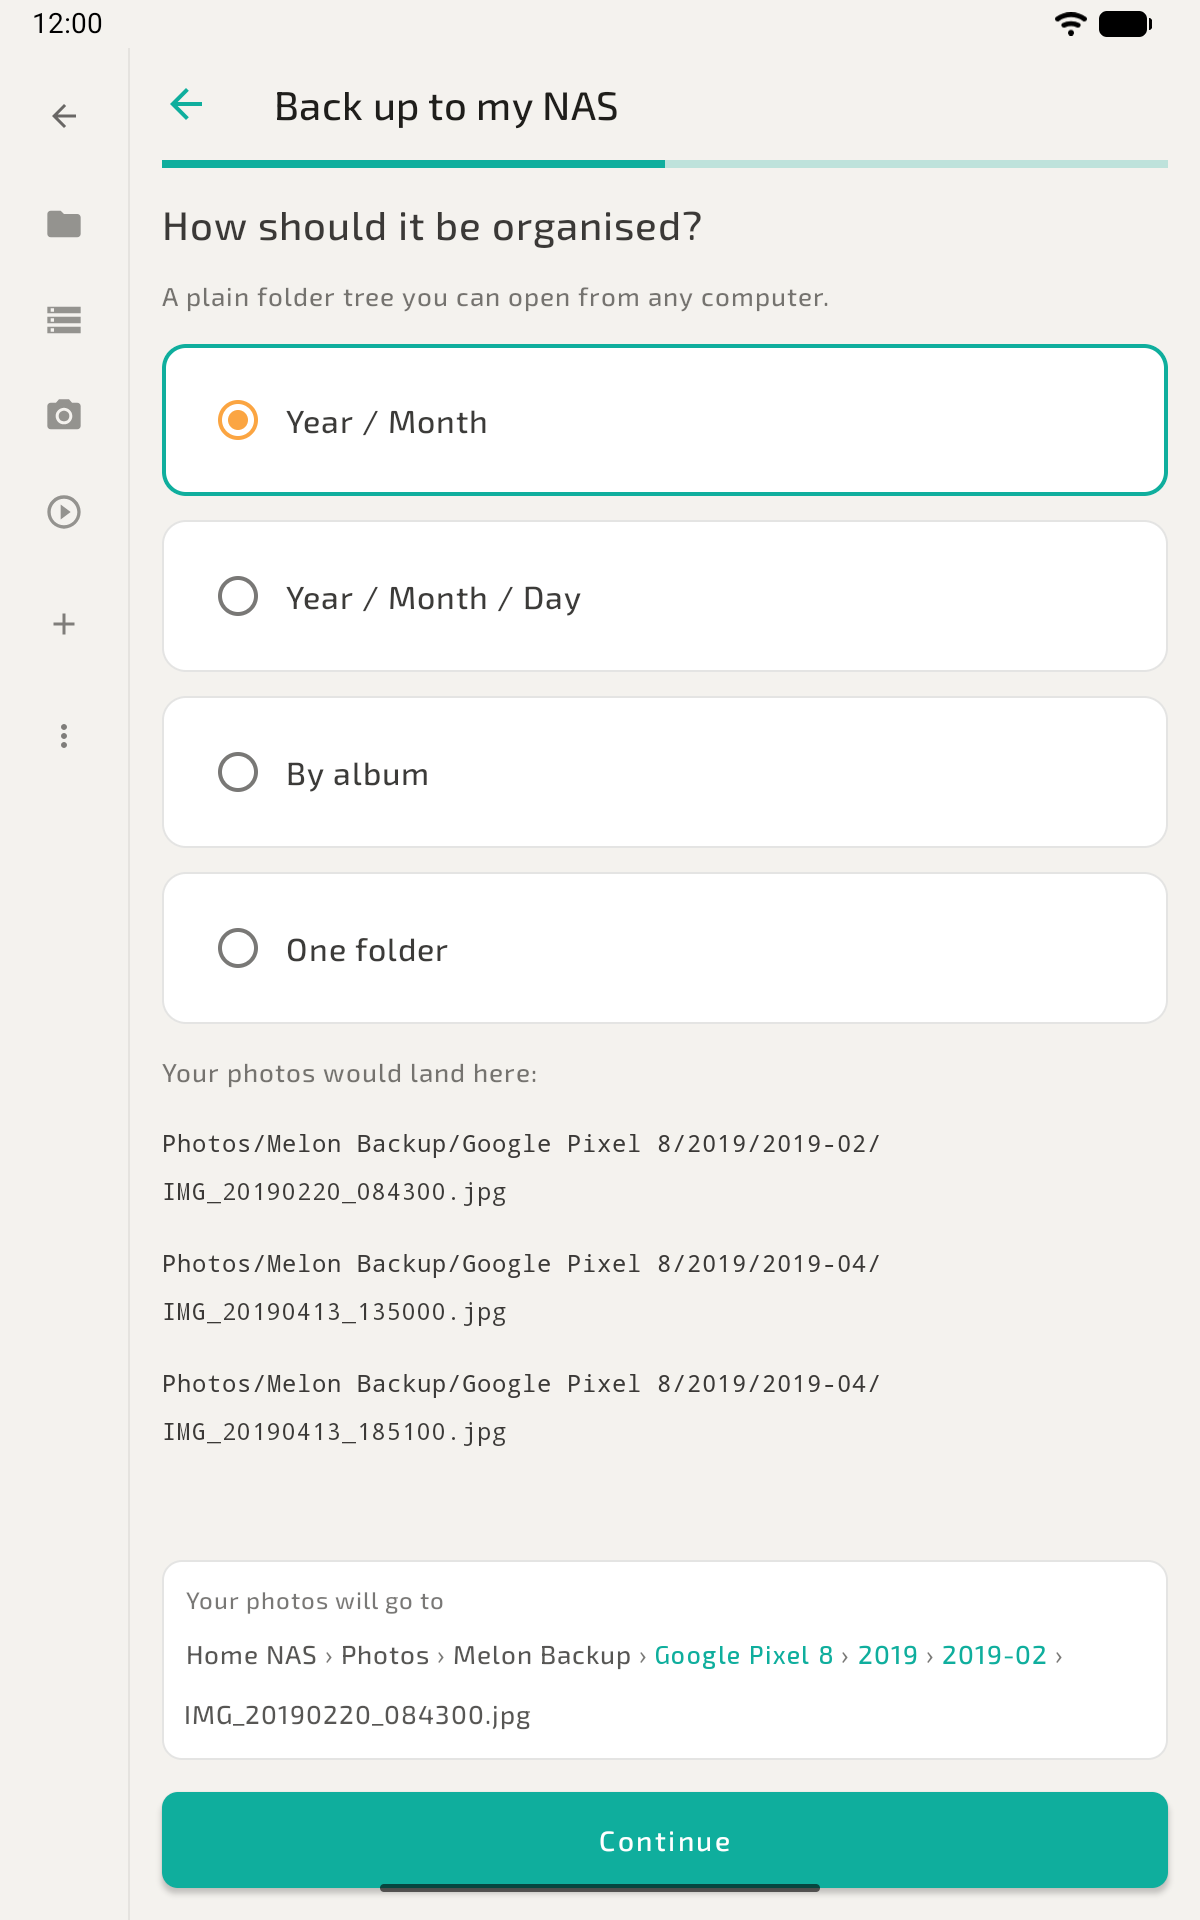 12:00
Back up to my NAS
How should it be organised?
A plain folder tree you can open from any computer.
Year / Month
Year / Month / Day
By album
One folder
Your photos would land here:
Photos/Melon Backup/Google Pixel 8/2019/2019-02/
IMG_20190220_084300.jpg
Photos/Melon Backup/Google Pixel 8/2019/2019-04/
IMG_20190413_135000.jpg
Photos/Melon Backup/Google Pixel 8/2019/2019-04/
IMG_20190413_185100.jpg
Your photos will go to
Home NAS › Photos › Melon Backup › Google Pixel 8 › 2019 › 2019-02 ›
IMG_20190220_084300.jpg
Continue